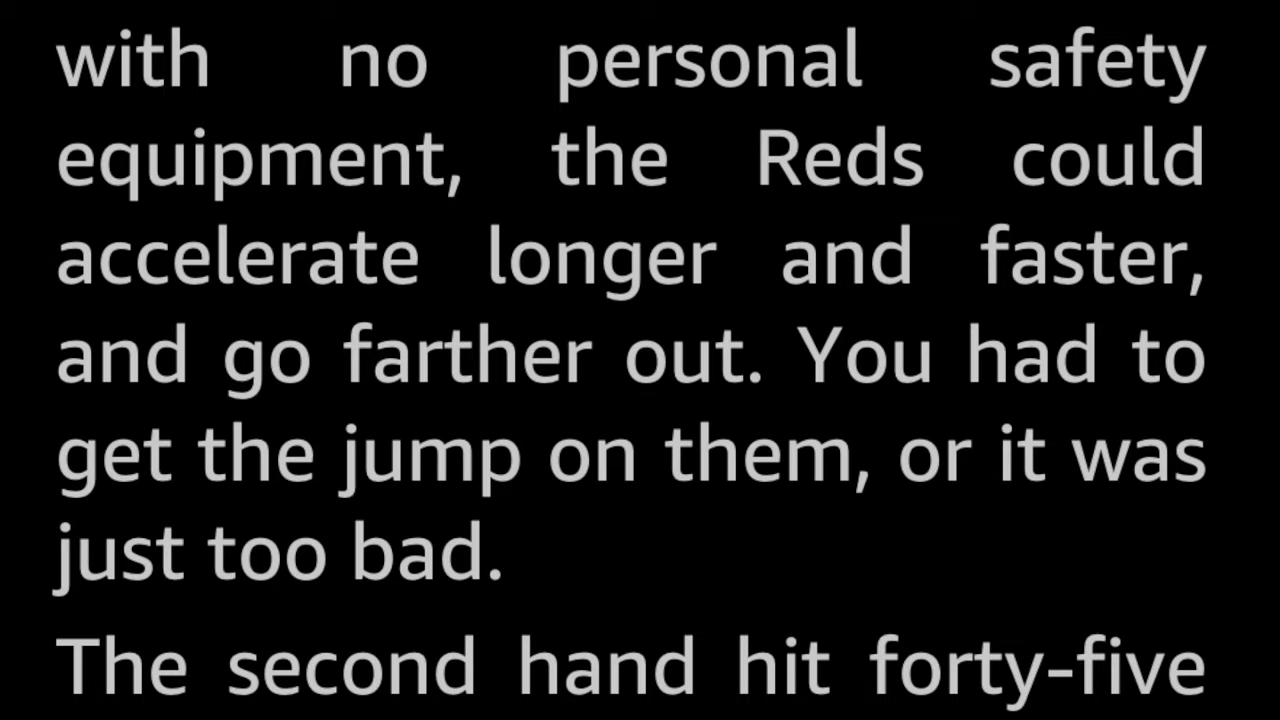 with no personal safety
equipment, the Reds could
accelerate longer and faster,
and go farther out. You had to
get the jump on them, or it was
just too bad.
The second hand hit forty-five